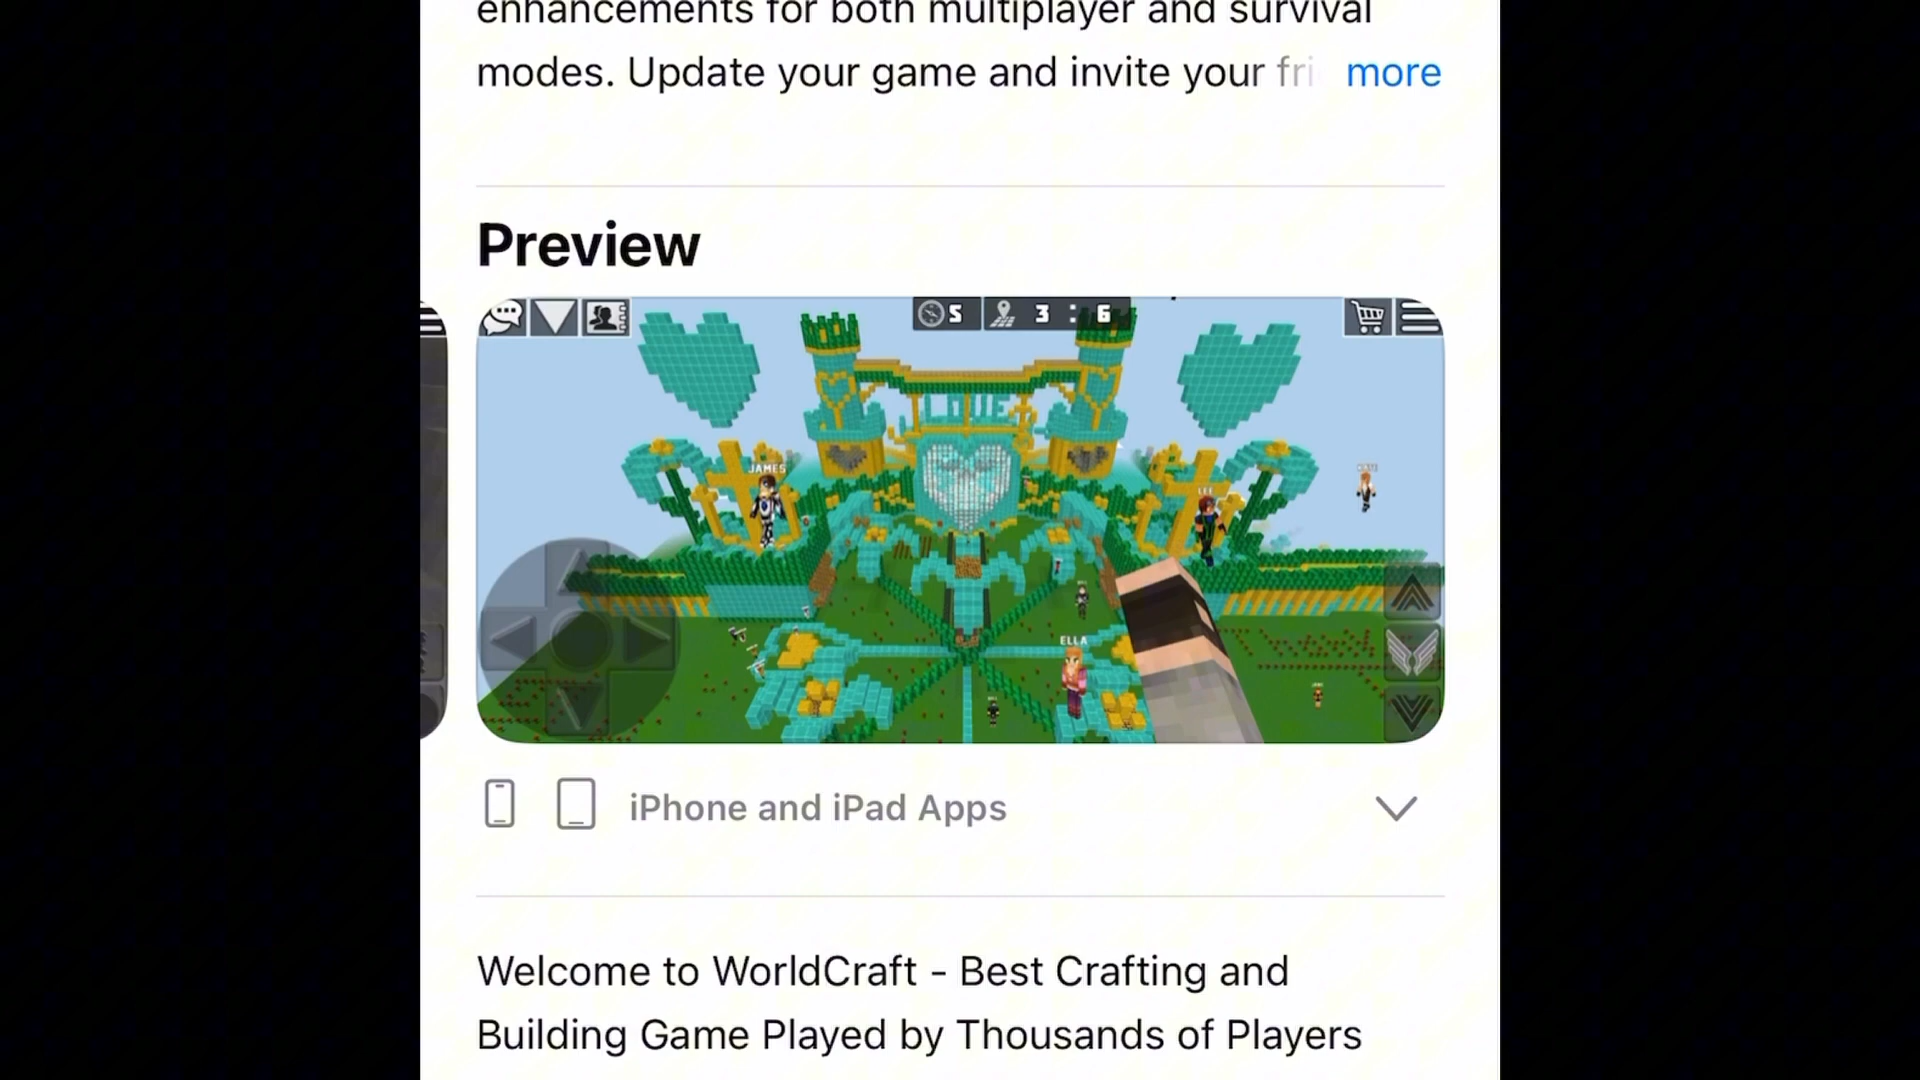 enhancements for both multiplayer and survival
modes. Update your game and invite your fri more
Preview
S 3 : 6
LOVE
JAMES
LEE
KATE
ELLA
iPhone and iPad Apps
Welcome to WorldCraft - Best Crafting and
Building Game Played by Thousands of Players